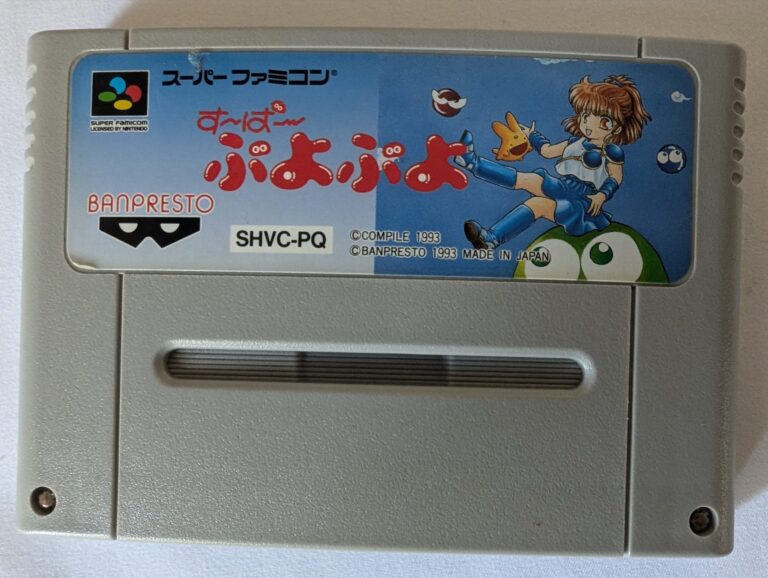 スーパーファミコン®
SUPER FAMICOM
LICENSED BY NINTENDO
す〜ぱ〜
ぷよぷよ
BANPRESTO
SHVC-PQ
©COMPILE 1993
©BANPRESTO 1993 MADE IN JAPAN